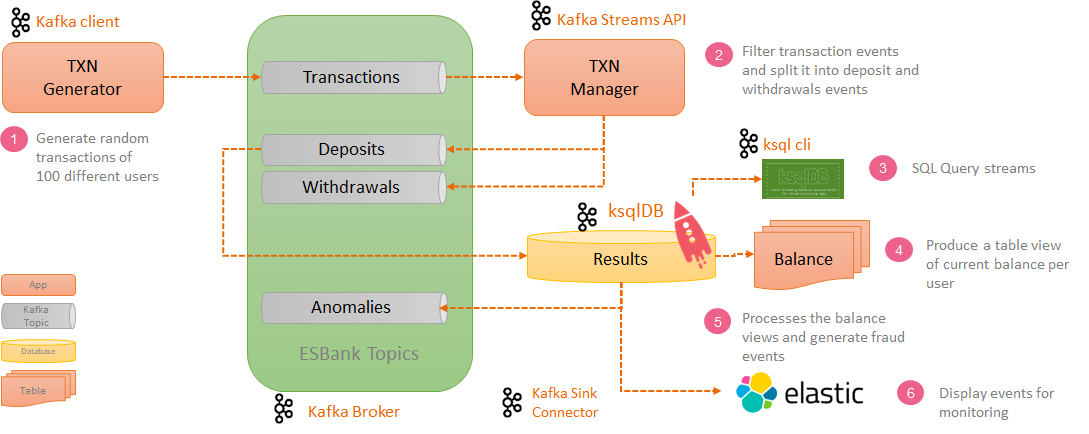 Kafka client
Kafka Streams API
TXN
Generator
Transactions
TXN
Manager
2
Filter transaction events
and split it into deposit and
withdrawals events
1
Generate random
transactions of
100 different users
Deposits
Withdrawals
ksql cli
ksqlDB
3
SQL Query streams
ksqlDB
Results
Balance
4
Produce a table view
of current balance per
user
App
Kafka
Topic
Database
Table
Anomalies
ESBank Topics
5
Processes the balance
views and generate fraud
events
Kafka Broker
Kafka Sink
Connector
elastic
6
Display events for
monitoring